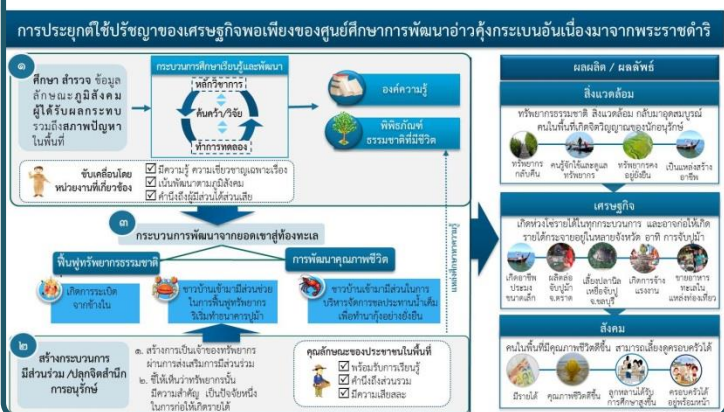 การประยุกต์ใช้ปรัชญาของเศรษฐกิจพอเพียงของศูนย์ศึกษาการพัฒนาอ่าวคุ้งกระเบนอันเนื่องมาจากพระราชดำริ
๑
ศึกษา สำรวจ ข้อมูล
ลักษณะภูมิสังคม
ผู้ได้รับผลกระทบ
รวมถึงสภาพปัญหา
ในพื้นที่
กระบวนการศึกษาเรียนรู้และพัฒนา
หลักวิชาการ
ค้นคว้า/วิจัย
ทำการทดลอง
องค์ความรู้
พิพิธภัณฑ์
ธรรมชาติที่มีชีวิต
ขับเคลื่อนโดย
หน่วยงานที่เกี่ยวข้อง
มีความรู้ ความเชี่ยวชาญเฉพาะเรื่อง
เน้นพัฒนาตามภูมิสังคม
คำนึงถึงผู้มีส่วนได้ส่วนเสีย
๓
กระบวนการพัฒนาจากยอดเขาสู่ท้องทะเล
ฟื้นฟูทรัพยากรธรรมชาติ
การพัฒนาคุณภาพชีวิต
เกิดการระเบิด
จากข้างใน
ชาวบ้านเข้ามามีส่วนช่วย
ในการฟื้นฟูทรัพยากร
ริเริ่มทำธนาคารปูม้า
ชาวบ้านเข้ามามีส่วนในการ
บริหารจัดการชลประทานน้ำเค็ม
เพื่อทำนากุ้งอย่างยั่งยืน
๒
สร้างกระบวนการ
มีส่วนร่วม /ปลุกจิตสำนึก
การอนุรักษ์
๑. สร้างการเป็นเจ้าของทรัพยากร
ผ่านการส่งเสริมการมีส่วนร่วม
๒. ชี้ให้เห็นว่าทรัพยากรนั้น
มีความสำคัญ เป็นปัจจัยหนึ่ง
ในการก่อให้เกิดรายได้
คุณลักษณะของประชาชนในพื้นที่
พร้อมรับการเรียนรู้
คำนึงถึงส่วนรวม
มีความเสียสละ
ผลผลิต / ผลลัพธ์
สิ่งแวดล้อม
ทรัพยากรธรรมชาติ สิ่งแวดล้อม กลับมาอุดมสมบูรณ์
คนในพื้นที่เกิดจิตวิญญาณของนักอนุรักษ์
ทรัพยากร
กลับคืน
คนรู้จักใช้และดูแล
ทรัพยากร
ทรัพยากรคง
อยู่ยั่งยืน
เป็นแหล่งสร้าง
อาชีพ
เศรษฐกิจ
เกิดห่วงโซ่รายได้ในทุกกระบวนการ และอาจก่อให้เกิด
รายได้กระจายอยู่ในหลายจังหวัด อาทิ การจับปูม้า
เกิดอาชีพ
ประมง
ขนาดเล็ก
ผลิตลอบ
จับปูม้า
จ.ตราด
เลี้ยงปลานิล
เหยื่อจับปู
จ.ชลบุรี
เกิดการจ้าง
แรงงาน
ขายอาหาร
ทะเลใน
แหล่งท่องเที่ยว
สังคม
คนในพื้นที่มีคุณภาพชีวิตดีขึ้น สามารถเลี้ยงดูครอบครัวได้
มีรายได้
คุณภาพชีวิตดีขึ้น
ลูกหลานได้รับ
การศึกษาสูงขึ้น
ครอบครัวได้
อยู่พร้อมหน้า